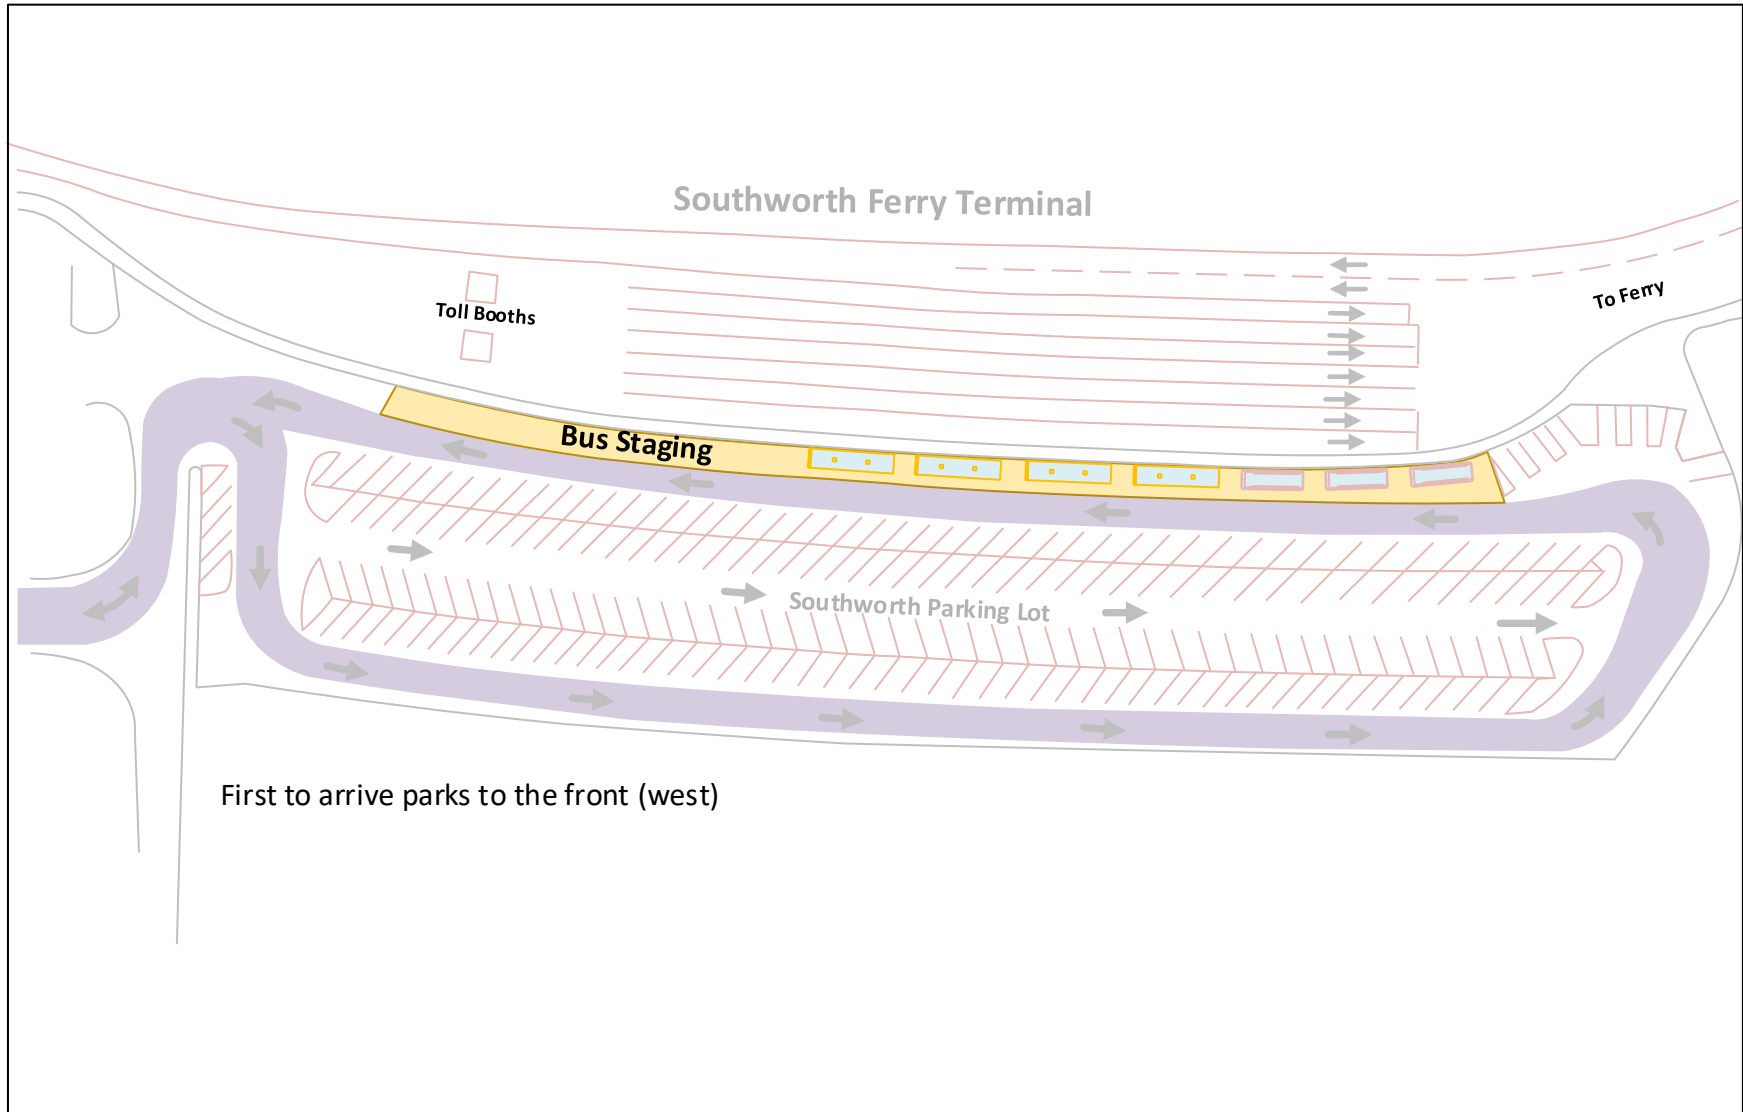 Southworth Ferry Terminal
To Ferry
Toll Booths
Bus Staging
Southworth Parking Lot
First to arrive parks to the front (west)